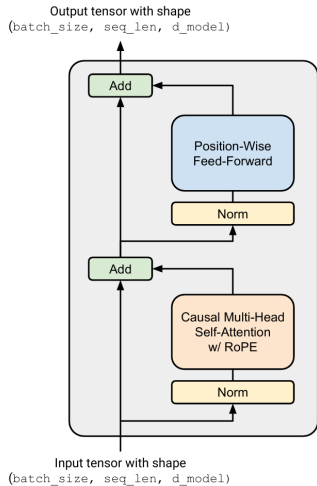 Output tensor with shape
(batch_size, seq_len, d_model)
Add
Position-Wise
Feed-Forward
Norm
Add
Causal Multi-Head
Self-Attention
w/ RoPE
Norm
Input tensor with shape
(batch_size, seq_len, d_model)